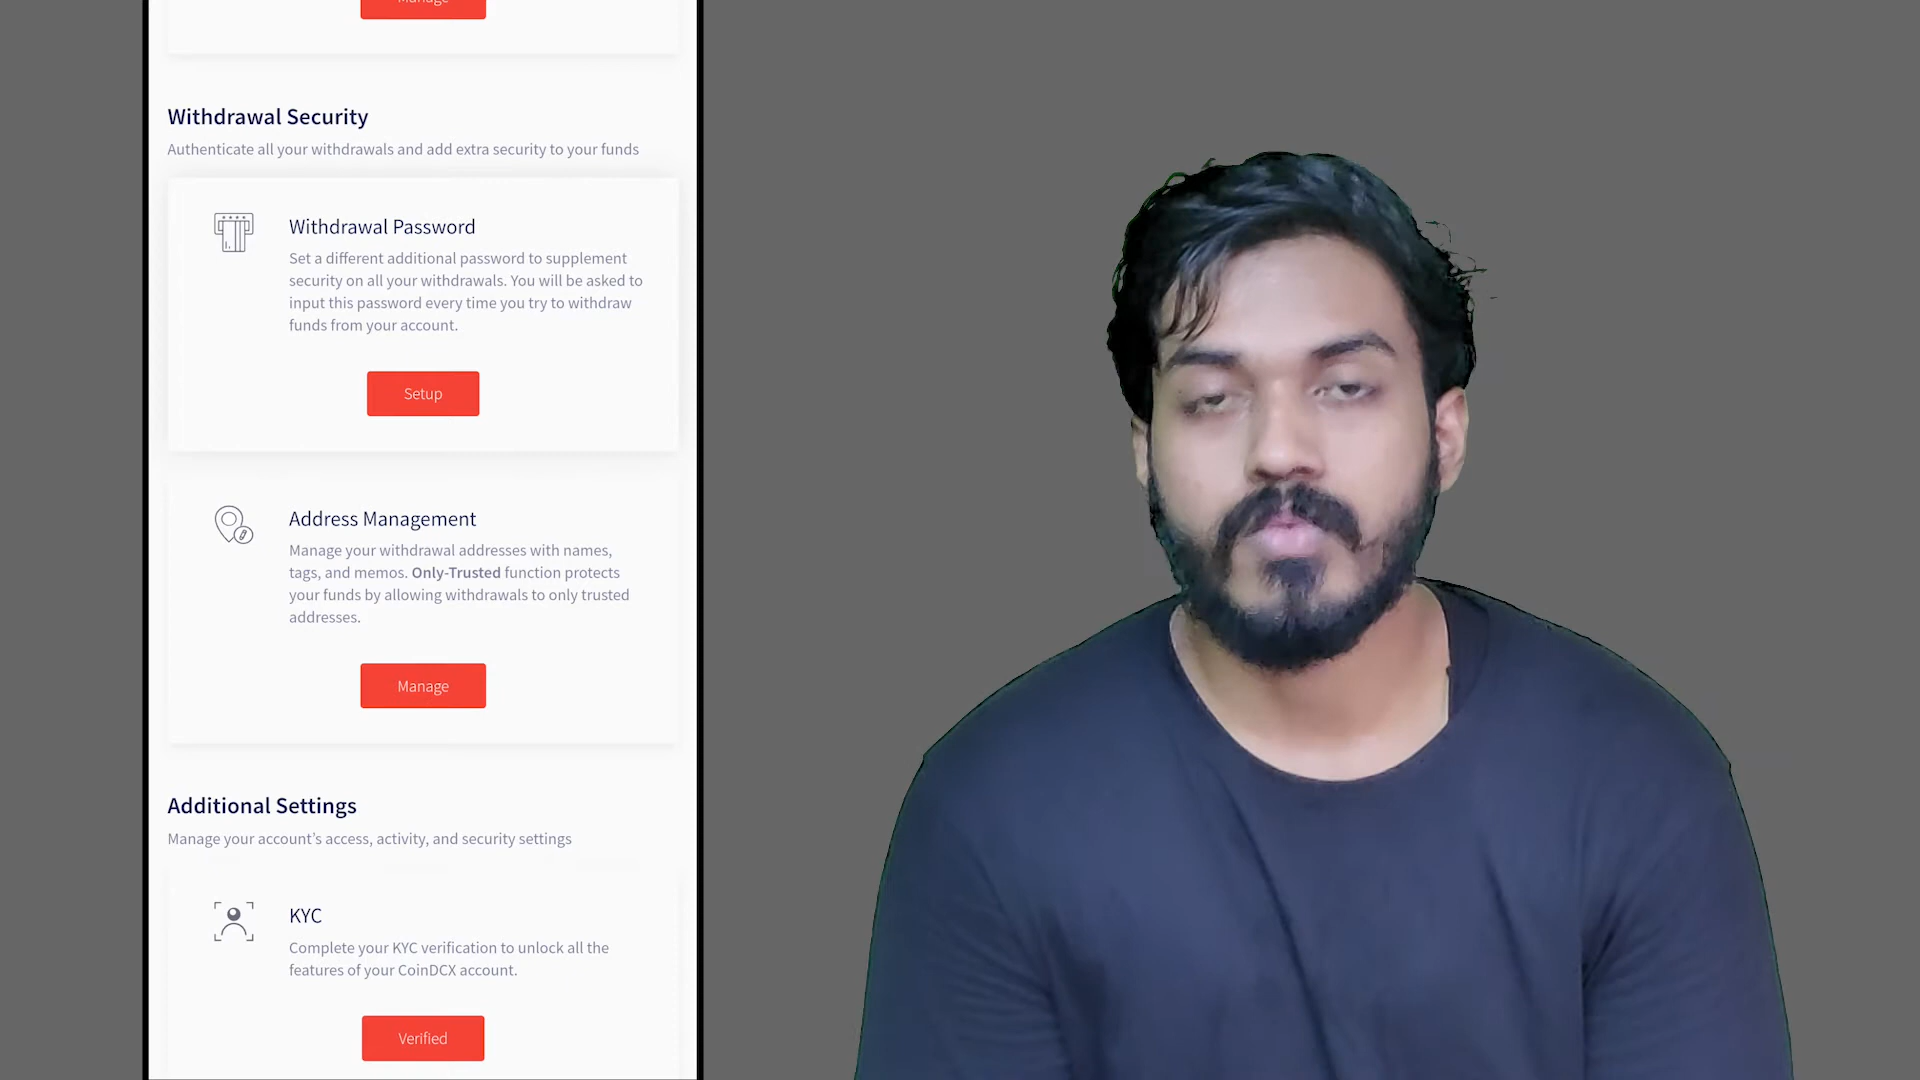 Manage
Withdrawal Security
Authenticate all your withdrawals and add extra security to your funds
Withdrawal Password
Set a different additional password to supplement
security on all your withdrawals. You will be asked to
input this password every time you try to withdraw
funds from your account.
Setup
Address Management
Manage your withdrawal addresses with names,
tags, and memos. Only-Trusted function protects
your funds by allowing withdrawals to only trusted
addresses.
Manage
Additional Settings
Manage your account’s access, activity, and security settings
KYC
Complete your KYC verification to unlock all the
features of your CoinDCX account.
Verified